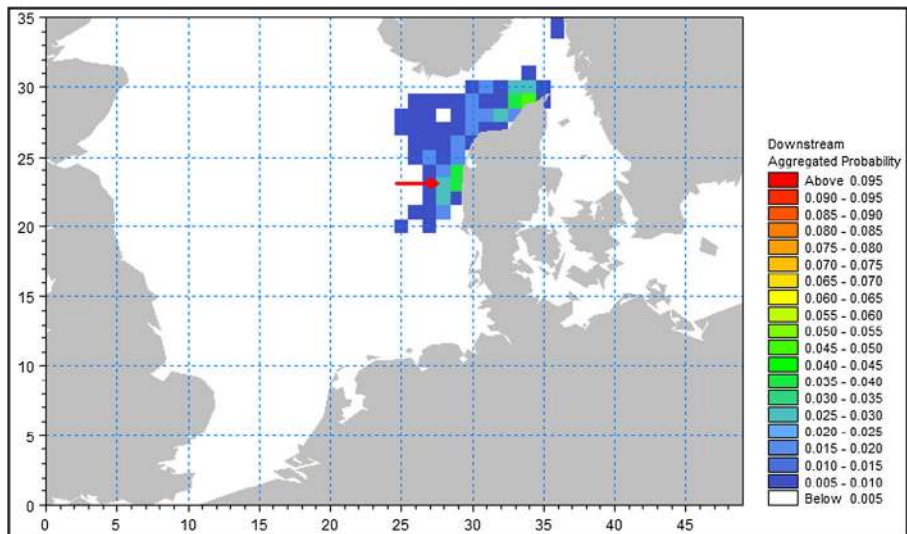 35
30
25
20
15
10
5
0
0 5 10 15 20 25 30 35 40 45
Downstream
Aggregated Probability
Above 0.095
0.090 - 0.095
0.085 - 0.090
0.080 - 0.085
0.075 - 0.080
0.070 - 0.075
0.065 - 0.070
0.060 - 0.065
0.055 - 0.060
0.050 - 0.055
0.045 - 0.050
0.040 - 0.045
0.035 - 0.040
0.030 - 0.035
0.025 - 0.030
0.020 - 0.025
0.015 - 0.020
0.010 - 0.015
0.005 - 0.010
Below 0.005